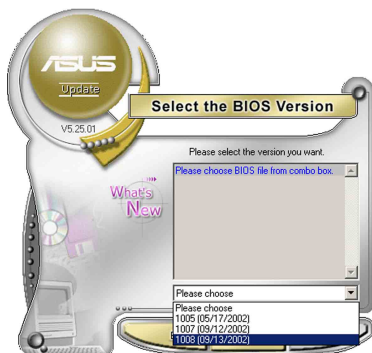 ASUS
Update
V5.25.01
Select the BIOS Version
Please select the version you want.
Please choose BIOS file from combo box.
What's
New
Please choose
Please choose
1005 (05/17/2002)
1007 (09/12/2002)
1008 (09/13/2002)